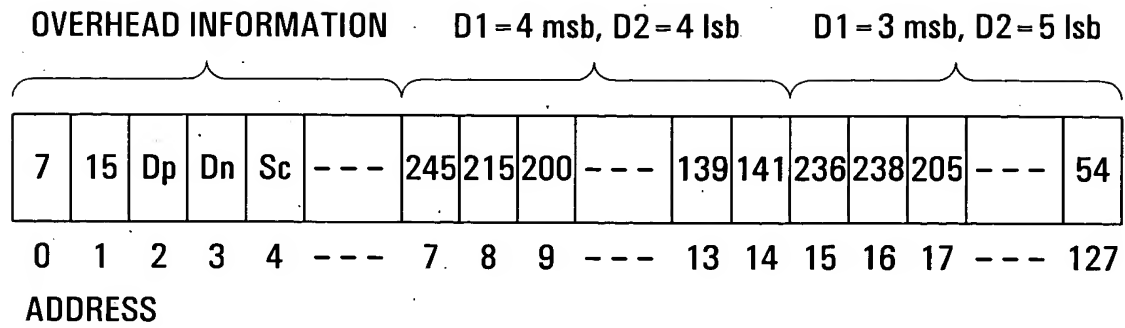 OVERHEAD INFORMATION D1=4 msb, D2=4 lsb D1=3 msb, D2=5 lsb
7 15 Dp Dn Sc --- 245 215 200 --- 139 141 236 238 205 --- 54
0 1 2 3 4 --- 7 8 9 --- 13 14 15 16 17 --- 127
ADDRESS